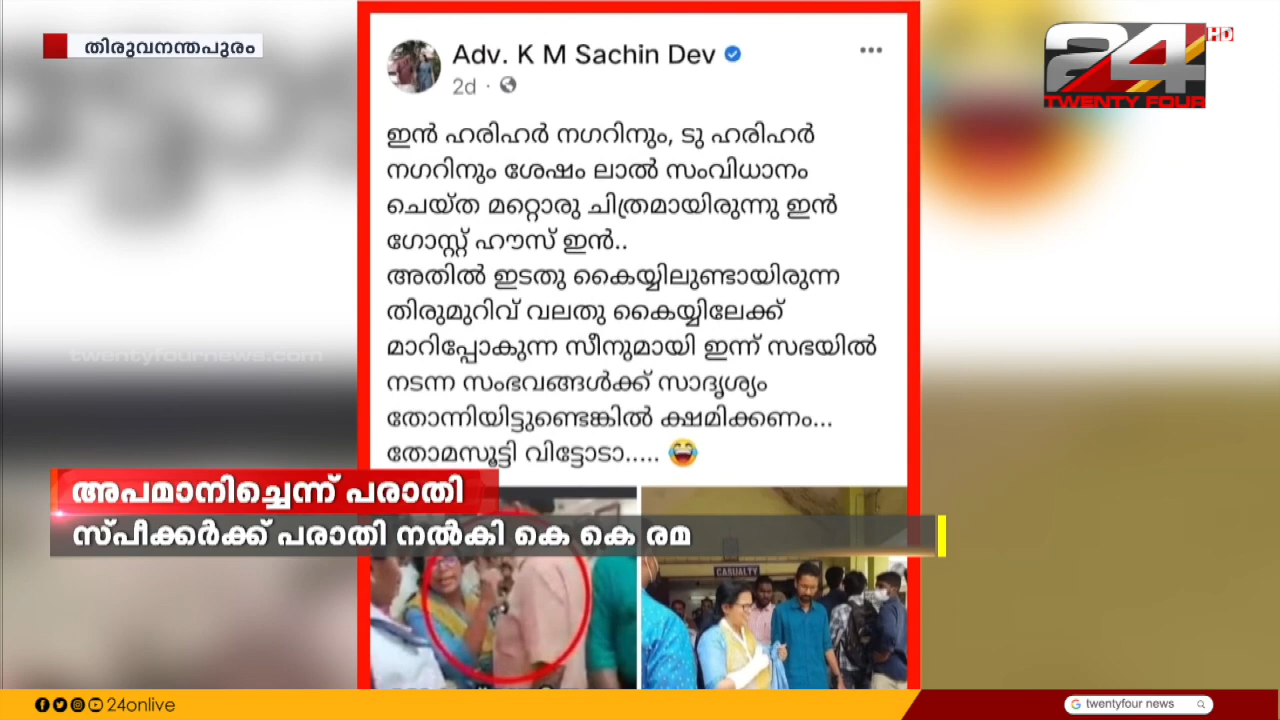 തിരുവനന്തപുരം
24 HD
TWENTY FOUR
Adv. K M Sachin Dev
2d
ഇൻ ഹരിഹർ നഗറിനും, ടു ഹരിഹർ
നഗറിനും ശേഷം ലാൽ സംവിധാനം
ചെയ്ത മറ്റൊരു ചിത്രമായിരുന്നു ഇൻ
ഗോസ്റ്റ് ഹൗസ് ഇൻ..
അതിൽ ഇടതു കൈയ്യിലുണ്ടായിരുന്ന
തിരുമുറിവ് വലതു കൈയ്യിലേക്ക്
മാറിപ്പോകുന്ന സീനുമായി ഇന്ന് സഭയിൽ
നടന്ന സംഭവങ്ങൾക്ക് സാദൃശ്യം
തോന്നിയിട്ടുണ്ടെങ്കിൽ ക്ഷമിക്കണം...
തോമസൂട്ടി വിട്ടോടാ..... 😂
twentyfournews.com
അപമാനിച്ചെന്ന് പരാതി
സ്പീക്കർക്ക് പരാതി നൽകി കെ കെ രമ
CASUALTY
24onlive
twentyfour news